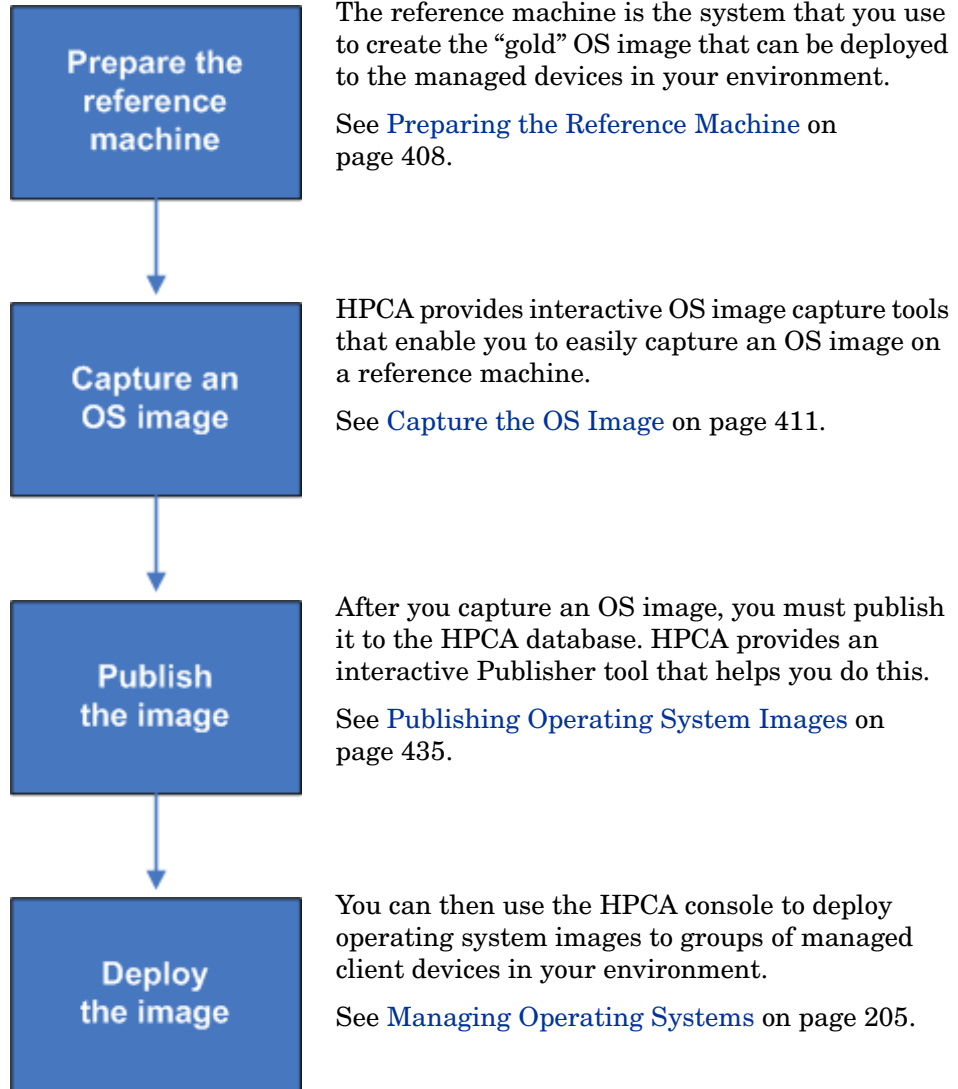 Prepare the
reference
machine
The reference machine is the system that you use
to create the “gold” OS image that can be deployed
to the managed devices in your environment.
See Preparing the Reference Machine on
page 408.
Capture an
OS image
HPCA provides interactive OS image capture tools
that enable you to easily capture an OS image on
a reference machine.
See Capture the OS Image on page 411.
Publish
the image
After you capture an OS image, you must publish
it to the HPCA database. HPCA provides an
interactive Publisher tool that helps you do this.
See Publishing Operating System Images on
page 435.
Deploy
the image
You can then use the HPCA console to deploy
operating system images to groups of managed
client devices in your environment.
See Managing Operating Systems on page 205.